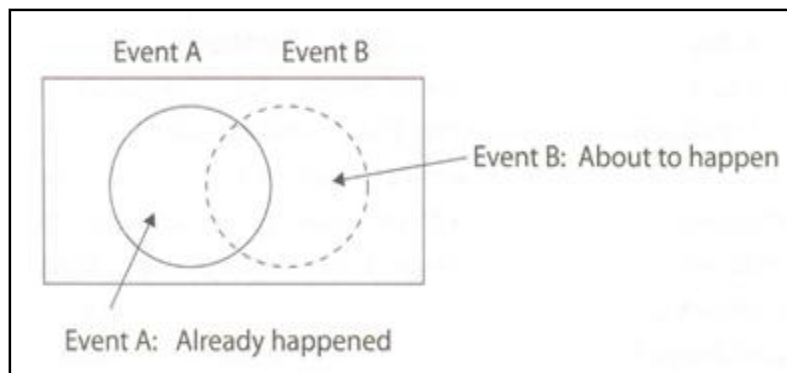 Event A Event B
Event B: About to happen
Event A: Already happened